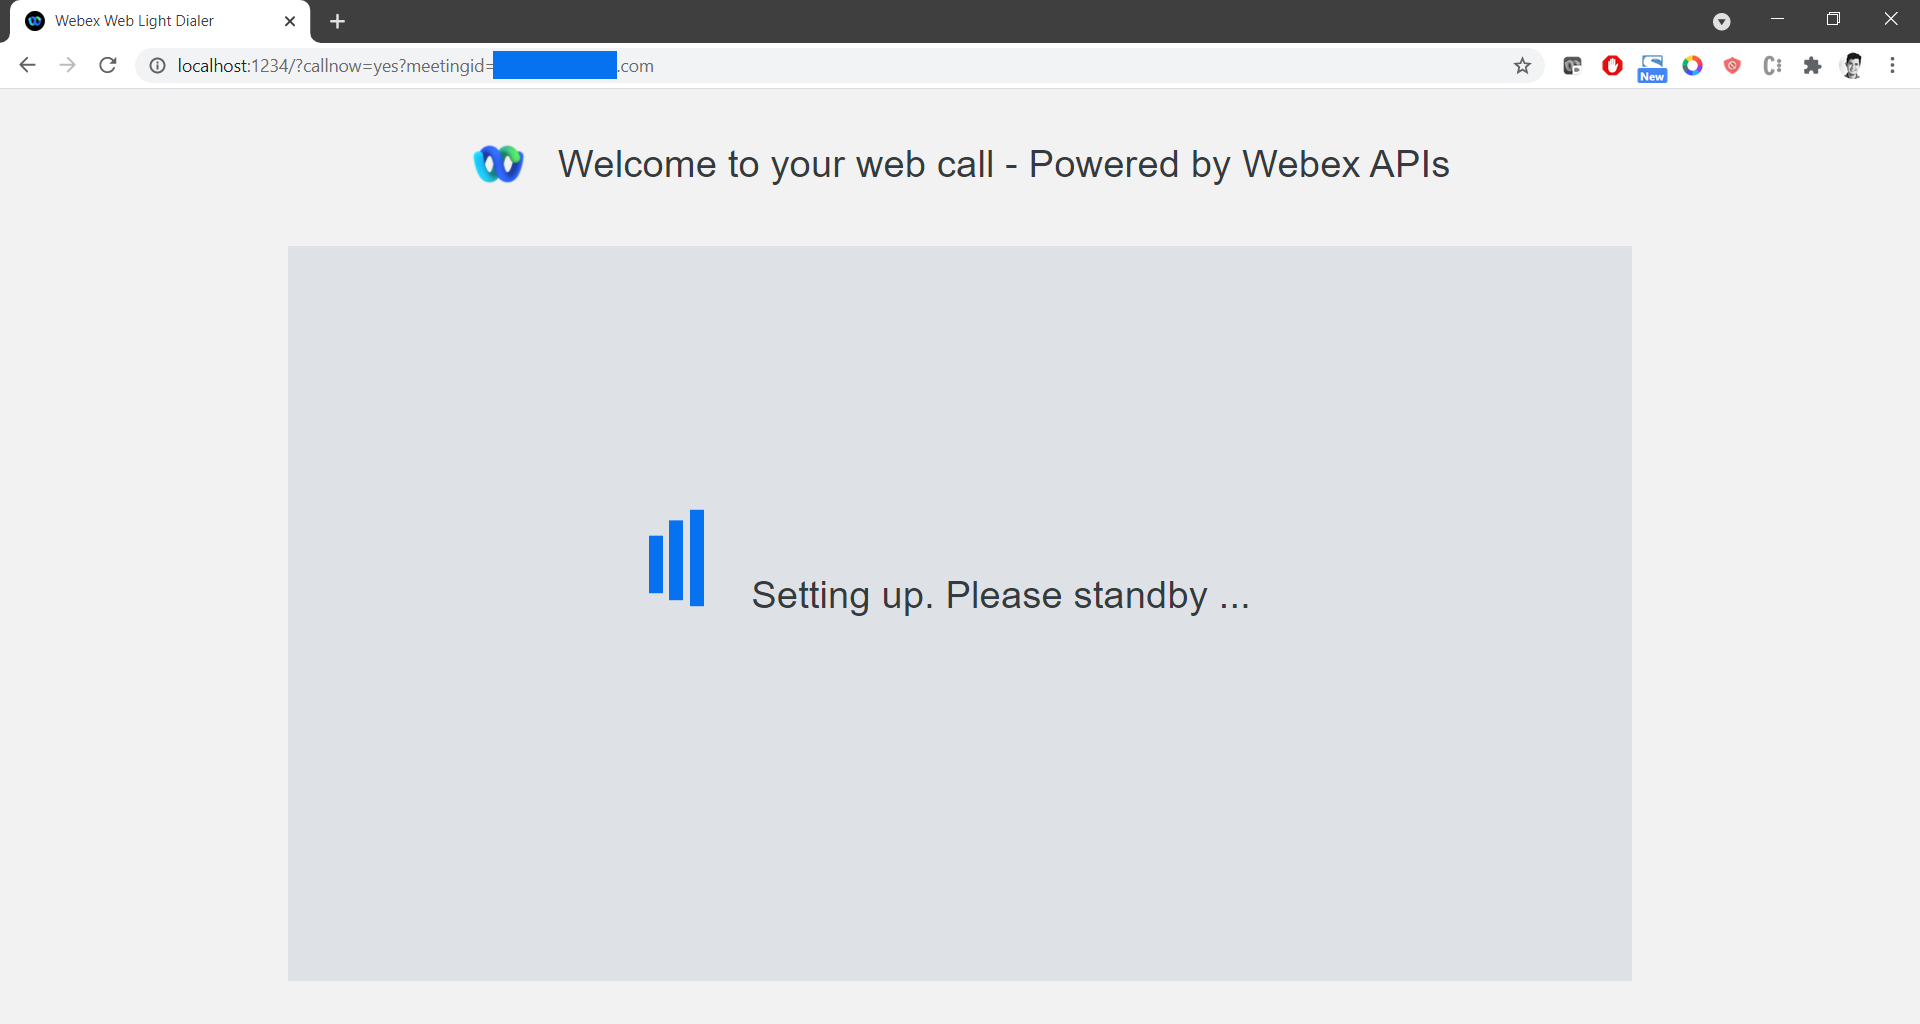 Webex Web Light Dialer
localhost:1234/?callnow=yes?meetingid=
.com
New
Welcome to your web call - Powered by Webex APIs
Setting up. Please standby ...